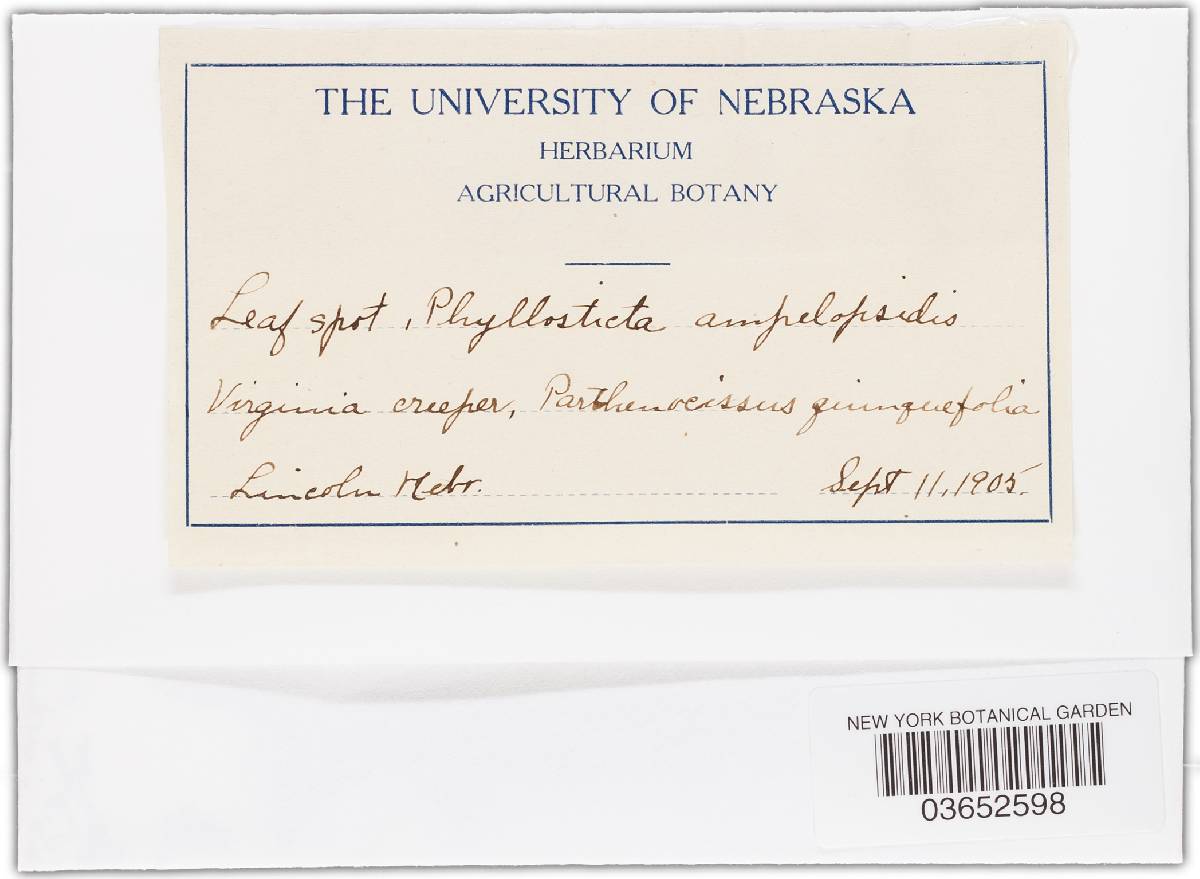 THE UNIVERSITY OF NEBRASKA
HERBARIUM
AGRICULTURAL BOTANY
Leaf spot, Phyllosticta ampelopsidis
Virginia creeper, Parthenocissus quinquefolia
Lincoln Nebr. Sept 11, 1905.
NEW YORK BOTANICAL GARDEN
03652598